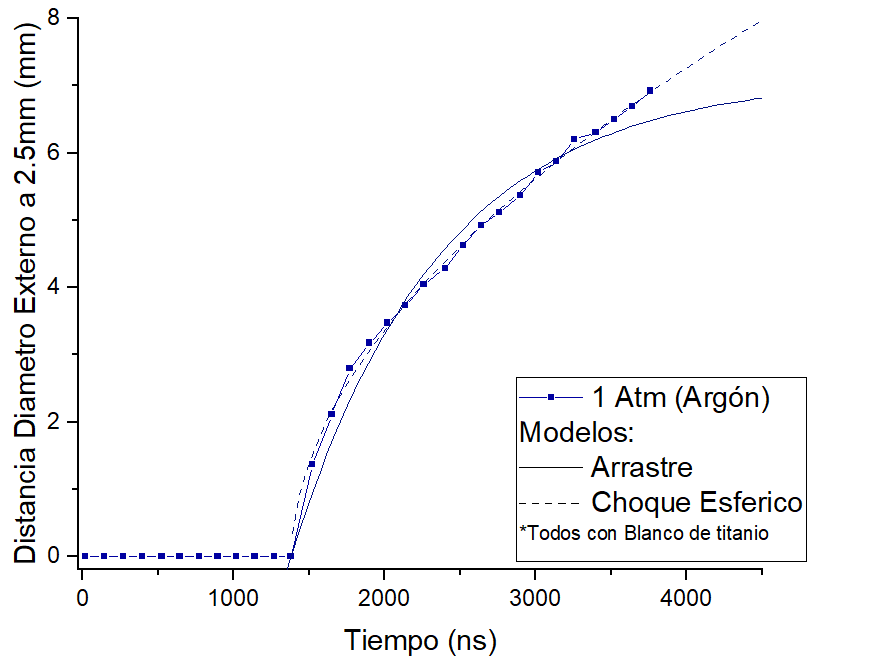 8
6
4
2
0
Distancia Diametro Externo a 2.5mm (mm)
1 Atm (Argón)
Modelos:
Arrastre
Choque Esferico
*Todos con Blanco de titanio
0 1000 2000 3000 4000
Tiempo (ns)